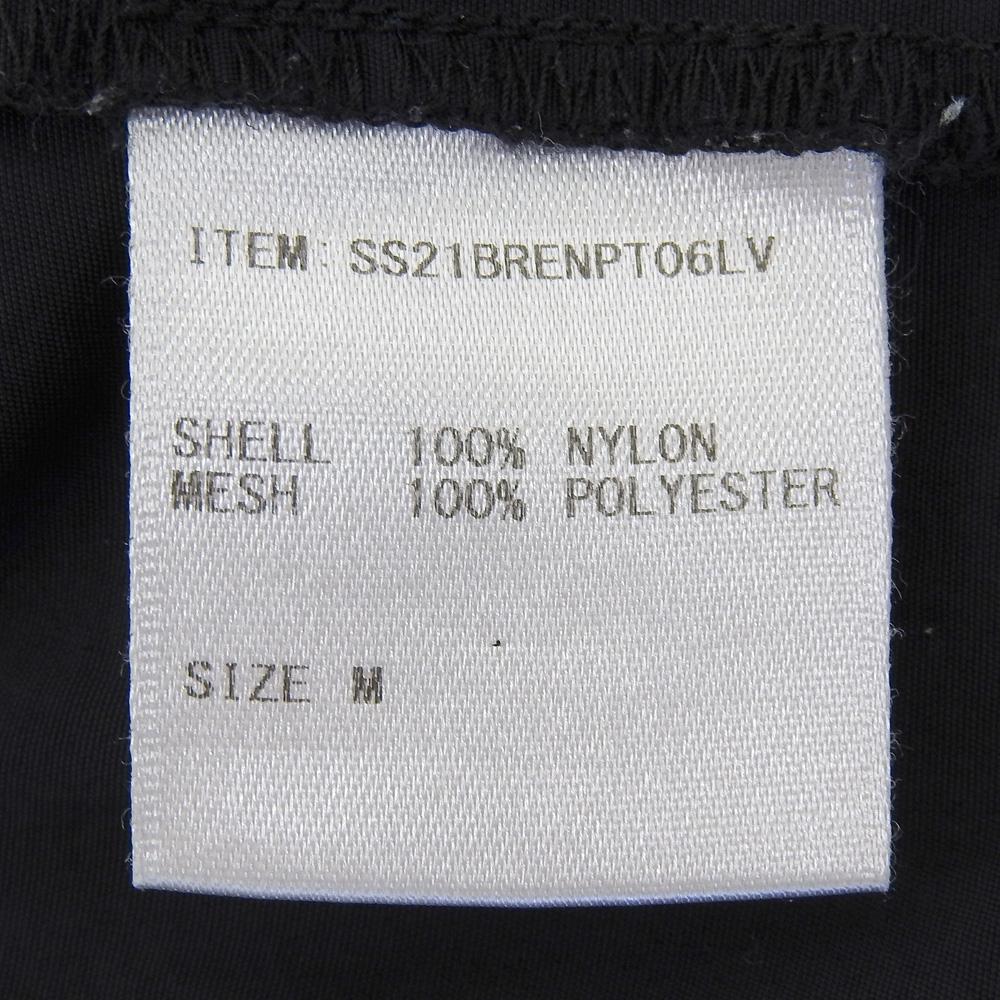 ITEM: SS21BRENPT06LV
SHELL 100% NYLON
MESH 100% POLYESTER
SIZE M